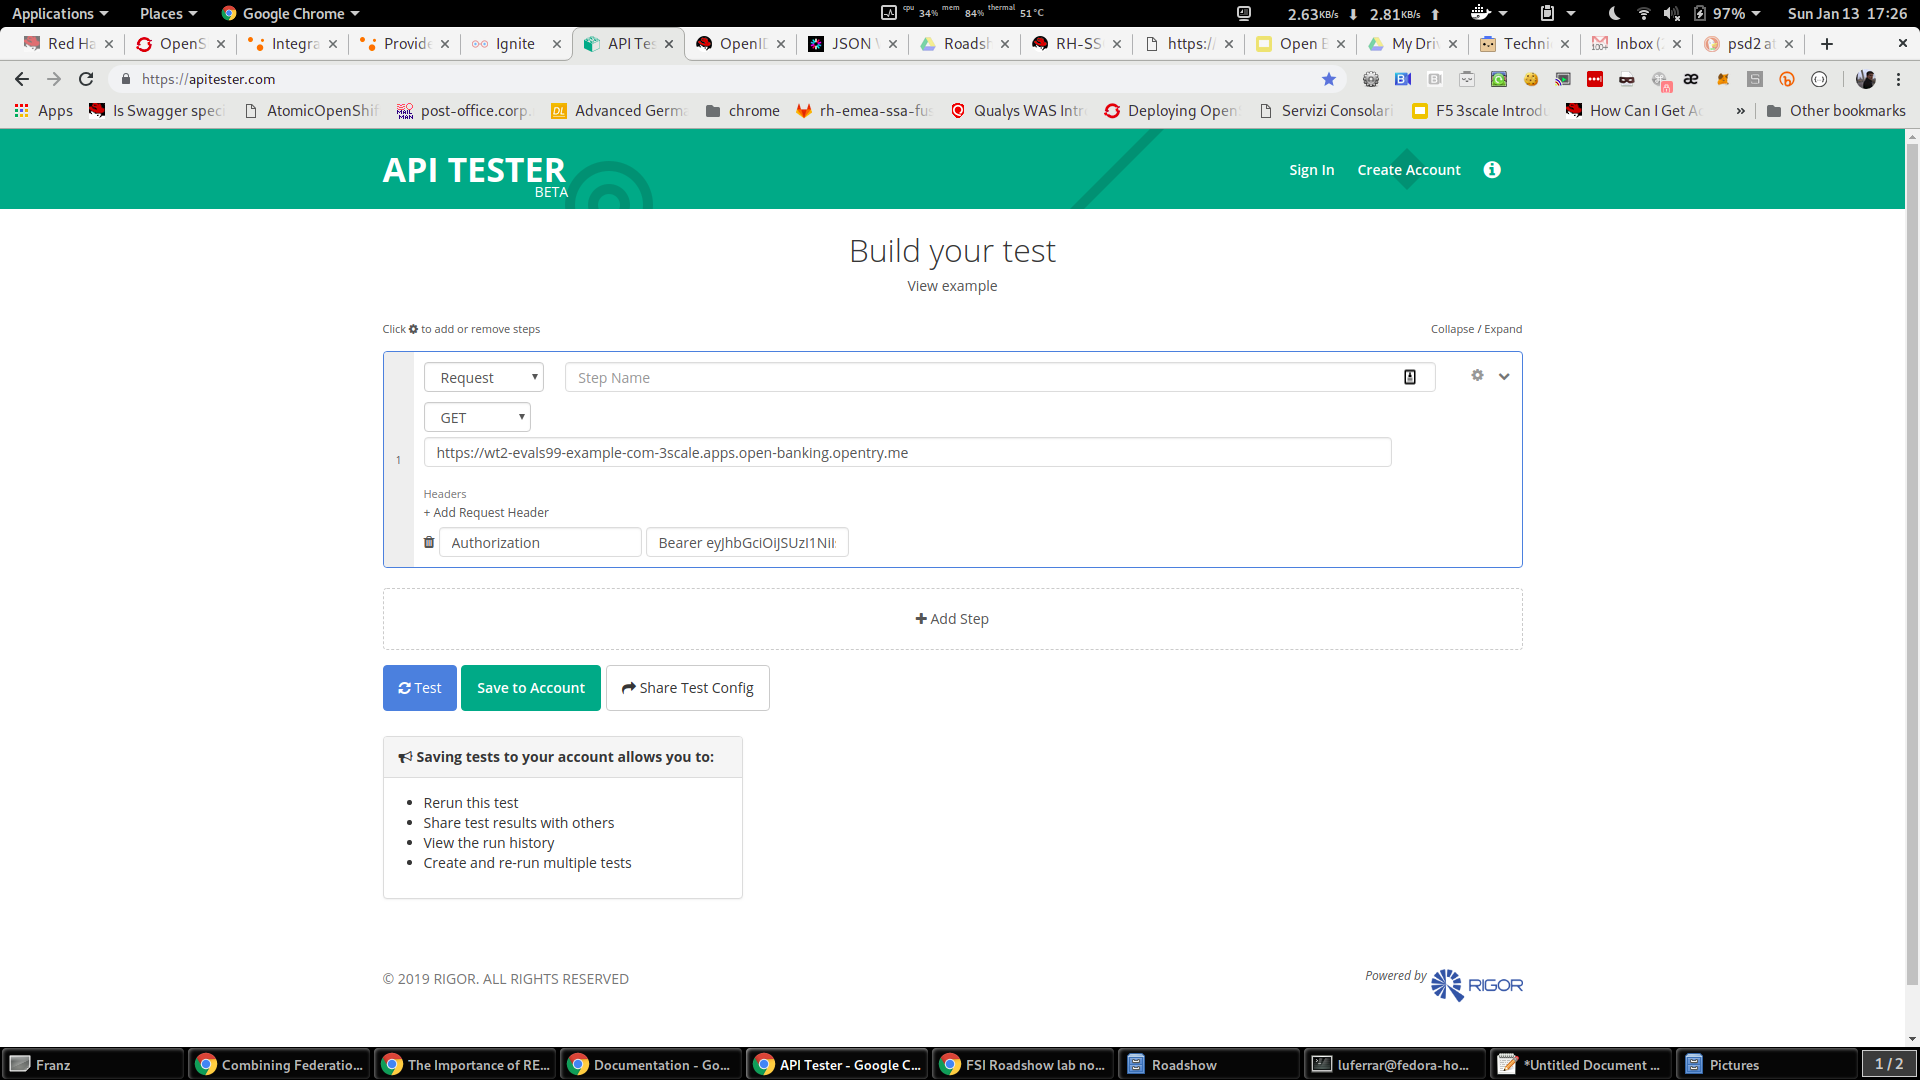 Applications Places Google Chrome cpu 34% mem 84% thermal 51°C 2.63KB/s 2.81KB/s 97% Sun Jan 13 17:26
Red Ha OpenS Integra Provide Ignite API Tes OpenI JSON Roads RH-SS https:/ Open My Driv Techni Inbox ( psd2 a
https://apitester.com
Apps Is Swagger spec AtomicOpenShif post-office.corp. Advanced Germa chrome rh-emea-ssa-fus Qualys WAS Intr Deploying Open Servizi Consolar F5 3scale Introdu How Can I Get Ac » Other bookmarks
API TESTER
BETA
Sign In Create Account
Build your test
View example
Click to add or remove steps
Collapse / Expand
Request Step Name
GET
1
https://wt2-evals99-example-com-3scale.apps.open-banking.opentry.me
Headers
+ Add Request Header
Authorization Bearer eyJhbGciOiJSUzI1NiI
Add Step
Test Save to Account Share Test Config
Saving tests to your account allows you to:
• Rerun this test
• Share test results with others
• View the run history
• Create and re-run multiple tests
© 2019 RIGOR. ALL RIGHTS RESERVED
Powered by RIGOR
Franz Combining Federatio... The Importance of RE... Documentation - Go... API Tester - Google C... FSI Roadshow lab no... Roadshow luferrar@fedora-ho... *Untitled Document ... Pictures 1 / 2